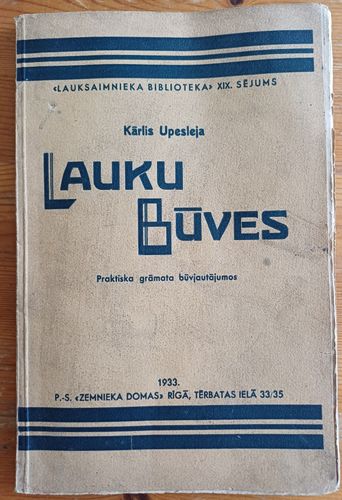 «LAUKSAIMNIEKA BIBLIOTEKA» XIX. SĒJUMS
Kārlis Upesleja
LAUKU
BŪVES
Praktiska grāmata būvjautājumos
1933.
P.-S. «ZEMNIEKA DOMAS» RĪGĀ, TĒRBATAS IELĀ 33/35